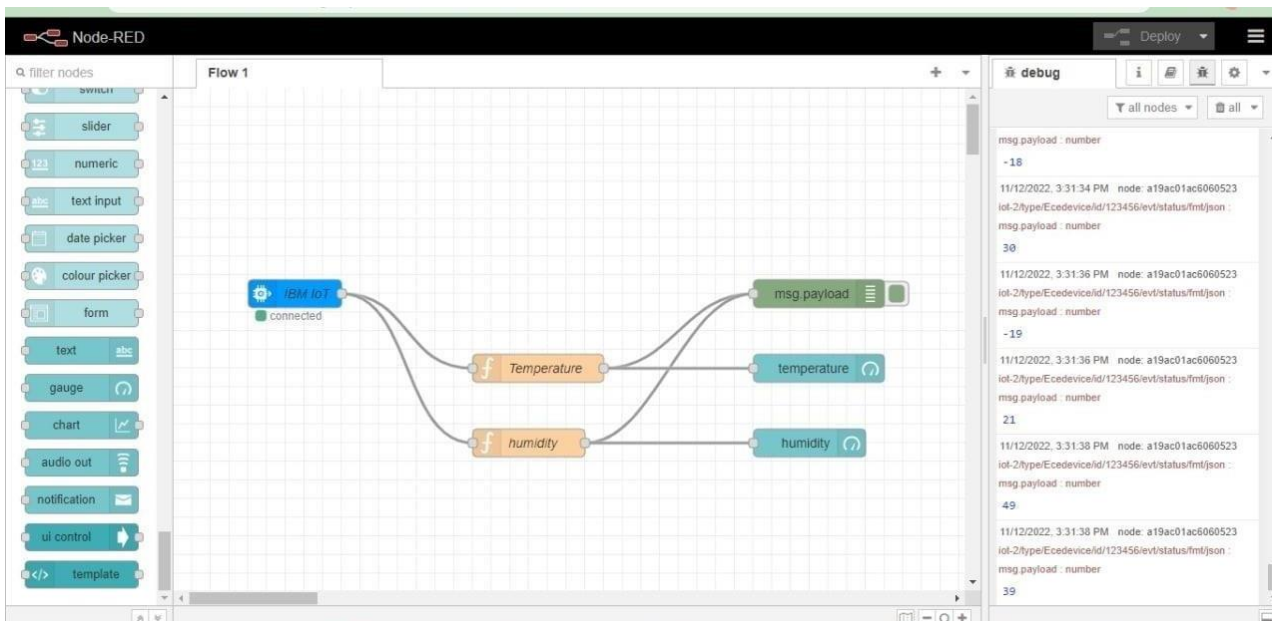 Node-RED
Deploy
filter nodes
Flow 1
debug
i
all nodes
all
switch
slider
123 numeric
abc text input
date picker
colour picker
form
text abc
gauge
chart
audio out
notification
ui control
</> template
IBM IoT
connected
f Temperature
f humidity
msg.payload
temperature
humidity
msg.payload : number
-18
11/12/2022, 3:31:34 PM node: a19ac01ac6060523
iot-2/type/Ecedevice/id/123456/evt/status/fmt/json :
msg.payload : number
30
11/12/2022, 3:31:36 PM node: a19ac01ac6060523
iot-2/type/Ecedevice/id/123456/evt/status/fmt/json :
msg.payload : number
-19
11/12/2022, 3:31:36 PM node: a19ac01ac6060523
iot-2/type/Ecedevice/id/123456/evt/status/fmt/json :
msg.payload : number
21
11/12/2022, 3:31:38 PM node: a19ac01ac6060523
iot-2/type/Ecedevice/id/123456/evt/status/fmt/json :
msg.payload : number
49
11/12/2022, 3:31:38 PM node: a19ac01ac6060523
iot-2/type/Ecedevice/id/123456/evt/status/fmt/json :
msg.payload : number
39